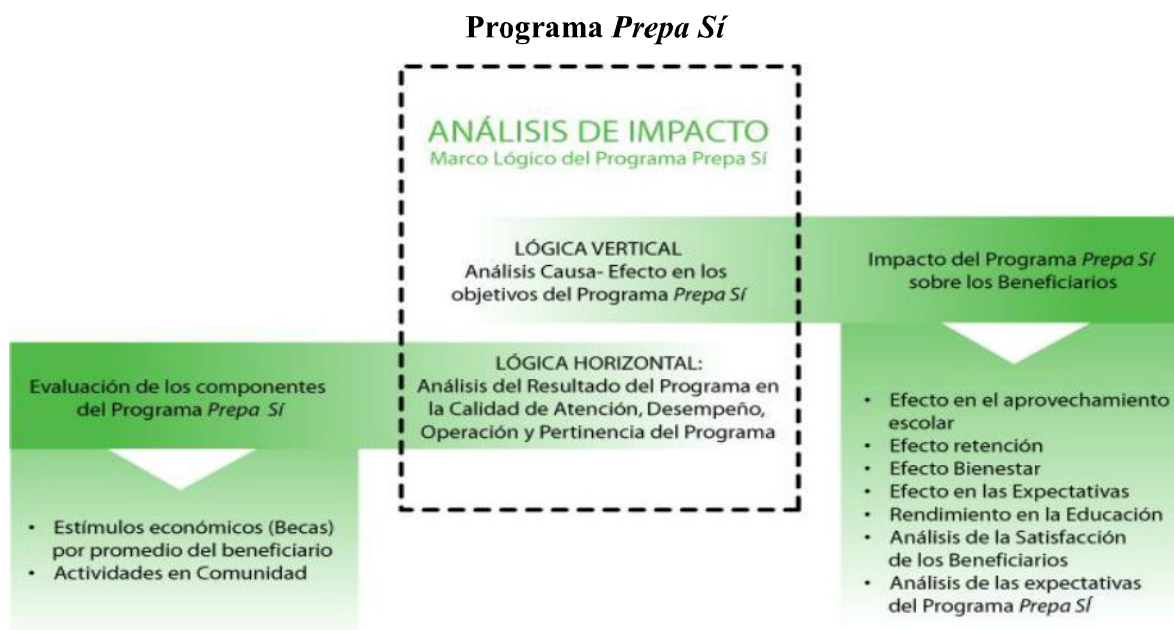 Programa Prepa Sí
ANÁLISIS DE IMPACTO
Marco Lógico del Programa Prepa Sí
LÓGICA VERTICAL
Análisis Causa- Efecto en los
objetivos del Programa Prepa Sí
Impacto del Programa Prepa Sí
sobre los Beneficiarios
LÓGICA HORIZONTAL:
Análisis del Resultado del Programa en
la Calidad de Atención, Desempeño,
Operación y Pertinencia del Programa
Evaluación de los componentes
del Programa Prepa Sí
• Estímulos económicos (Becas)
por promedio del beneficiario
• Actividades en Comunidad
• Efecto en el aprovechamiento
escolar
• Efecto retención
• Efecto Bienestar
• Efecto en las Expectativas
• Rendimiento en la Educación
• Análisis de la Satisfacción
de los Beneficiarios
• Análisis de las expectativas
del Programa Prepa SÍ